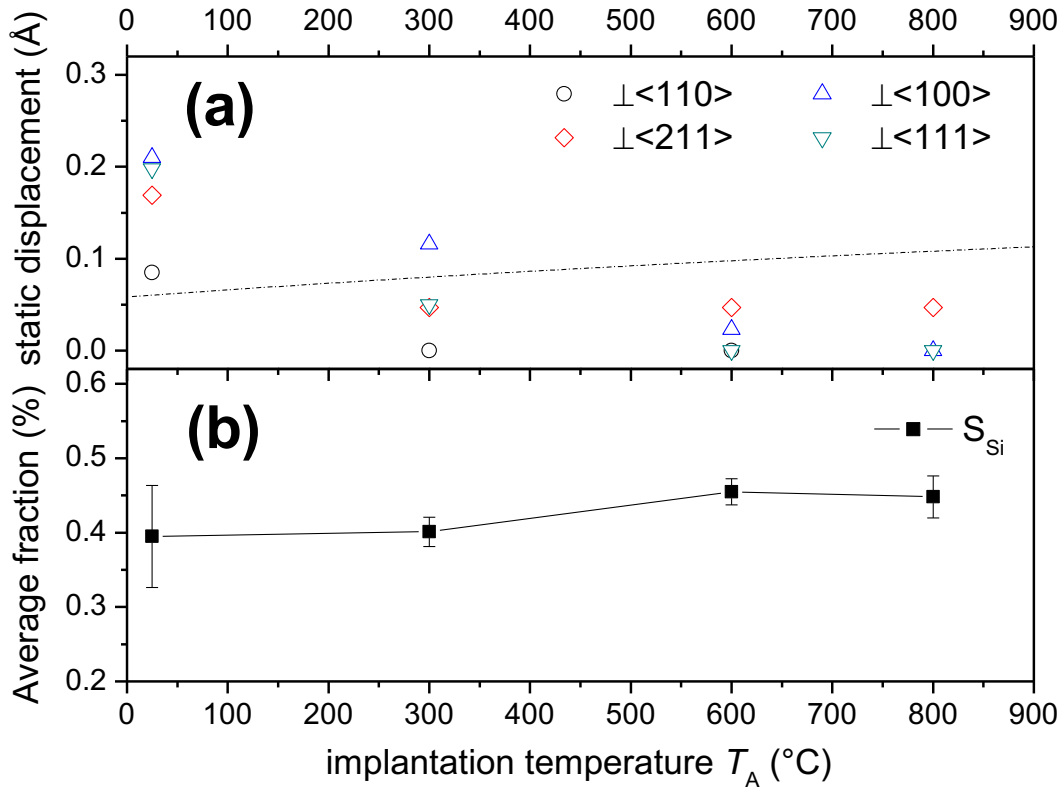 0 100 200 300 400 500 600 700 800 900
static displacement (Å)
0.3
0.2
0.1
0.0
(a)
⊥<110> ⊥<100>
⊥<211> ⊥<111>
Average fraction (%)
0.6
0.5
0.4
0.3
0.2
(b)
S_Si
0 100 200 300 400 500 600 700 800 900
implantation temperature T_A (°C)